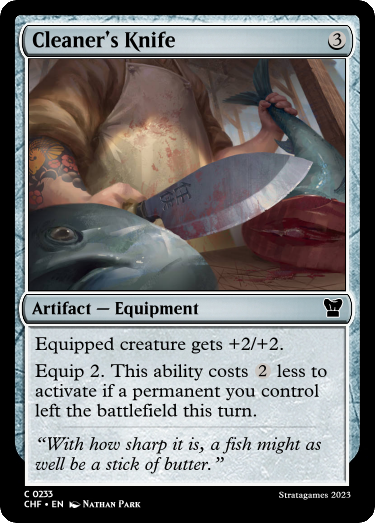 Cleaner's Knife 3
Artifact — Equipment
Equipped creature gets +2/+2.
Equip 2. This ability costs 2 less to
activate if a permanent you control
left the battlefield this turn.
“With how sharp it is, a fish might as
well be a stick of butter.”
C 0233
CHF • EN Nathan Park
Stratagames 2023